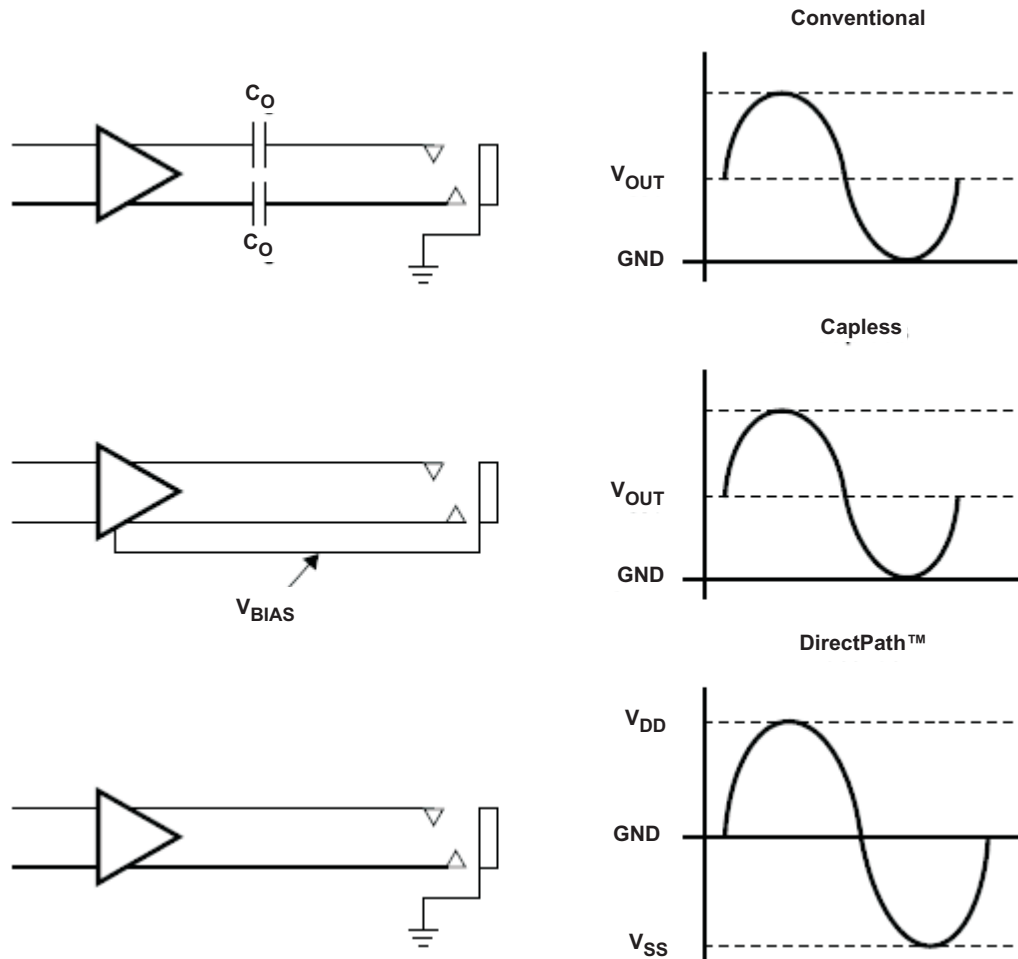 Conventional
C_O
V_OUT
C_O
GND
Capless
V_OUT
GND
V_BIAS
DirectPath™
V_DD
GND
V_SS